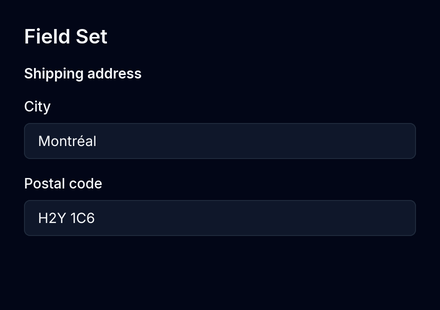 Field Set
Shipping address
City
Montréal
Postal code
H2Y 1C6